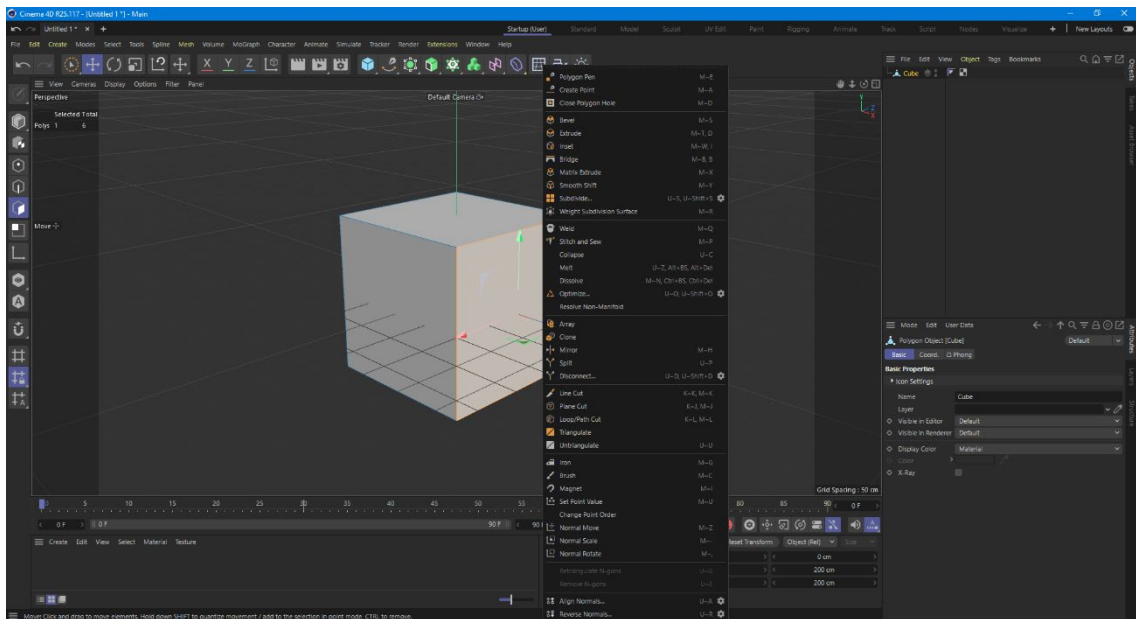 Cinema 4D R25.117 - [Untitled 1 *] - Main
Untitled 1 * × +
Startup (User) Standard Model Sculpt UV Edit Paint Rigging Animate Track Script Nodes Visualize + New Layouts
File Edit Create Modes Select Tools Spline Mesh Volume MoGraph Character Animate Simulate Tracker Render Extensions Window Help
X Y Z
View Cameras Display Options Filter Panel
Perspective
Default Camera
Selected Total
Polys 1 6
Move
Y
Z
X
Polygon Pen M~E
Create Point M~A
Close Polygon Hole M~D
Bevel M~S
Extrude M~T, D
Inset M~W, I
Bridge M~B, B
Matrix Extrude M~X
Smooth Shift M~Y
Subdivide... U~S, U~Shift+S
Weight Subdivision Surface M~R
Weld M~Q
Stitch and Sew M~P
Collapse U~C
Melt U~Z, Alt+BS, Alt+Del
Dissolve M~N, Ctrl+BS, Ctrl+Del
Optimize... U~O, U~Shift+O
Resolve Non-Manifold
Array
Clone
Mirror M~H
Split U~P
Disconnect... U~D, U~Shift+D
Line Cut K~K, M~K
Plane Cut K~J, M~J
Loop/Path Cut K~L, M~L
Triangulate
Untriangulate U~U
Iron M~G
Brush M~C
Magnet M~I
Set Point Value M~U
Change Point Order
Normal Move M~Z
Normal Scale
Normal Rotate M~,
Retriangulate N-gons U~G
Remove N-gons U~E
Align Normals... U~A
Reverse Normals... U~R
Grid Spacing : 50 cm
0 5 10 15 20 25 30 35 40 45 50 55 80 85 90 0 F
0 F 0 F 90 F 90
Create Edit View Select Material Texture
Reset Transform Object (Rel) Size
0 cm
200 cm
200 cm
Move: Click and drag to move elements. Hold down SHIFT to quantize movement / add to the selection in point mode, CTRL to remove.
File Edit View Object Tags Bookmarks
Cube
Objects
Takes
Asset Browser
Mode Edit User Data
Polygon Object [Cube] Default
Basic Coord. Phong
Basic Properties
Icon Settings
Name Cube
Layer
Visible in Editor Default
Visible in Renderer Default
Display Color Material
Color
X-Ray
Attributes
Layers
Structure